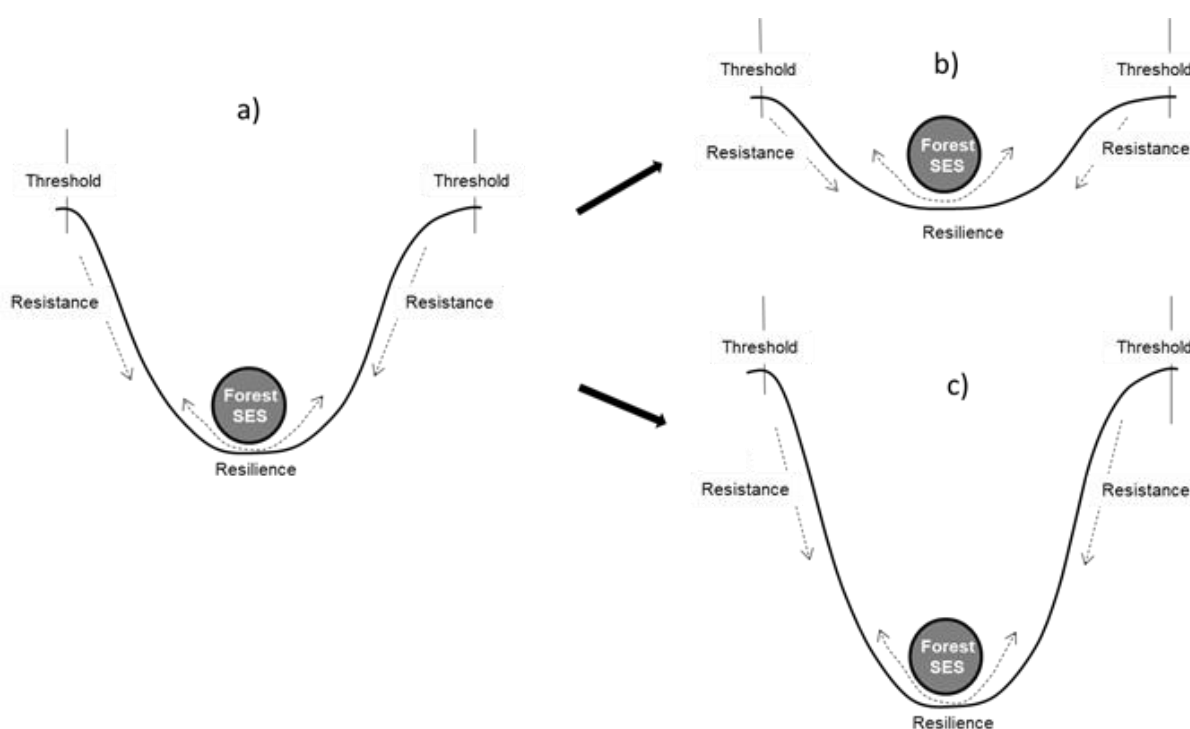 a)
Threshold
Threshold
Resistance
Resistance
Forest
SES
Resilience
b)
Threshold
Threshold
Resistance
Resistance
Forest
SES
Resilience
c)
Threshold
Threshold
Resistance
Resistance
Forest
SES
Resilience